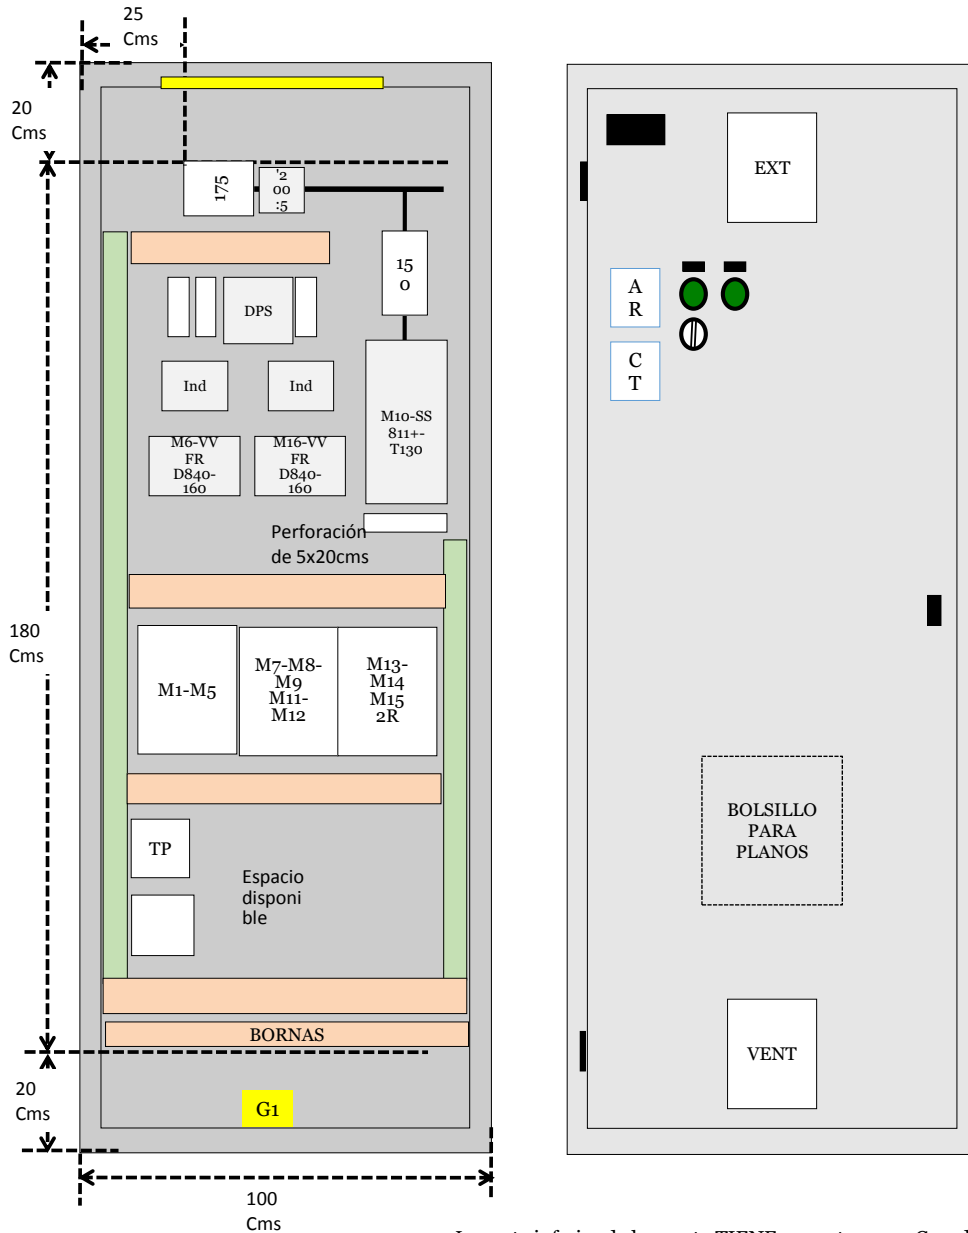 25
Cms
20
Cms
175
'2
00
:5
15
0
DPS
Ind
Ind
M6-VV
FR
D840-
160
M16-VV
FR
D840-
160
M10-SS
811+-
T130
Perforación
de 5x20cms
180
Cms
M1-M5
M7-M8-
M9
M11-
M12
M13-
M14
M15
2R
TP
Espacio
disponi
ble
BORNAS
20
Cms
G1
100
Cms
EXT
A
R
C
T
BOLSILLO
PARA
PLANOS
VENT